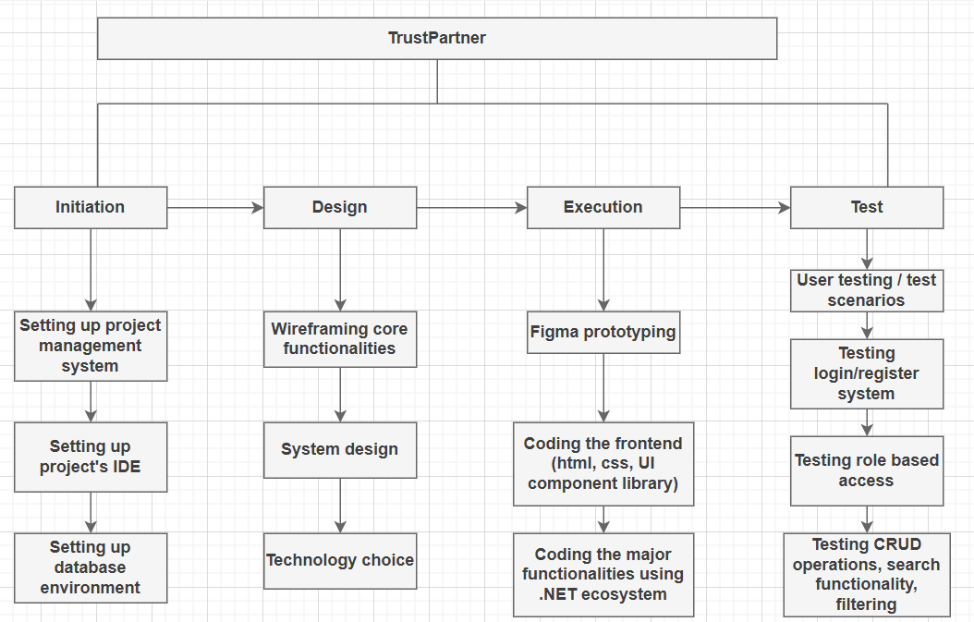 TrustPartner
Initiation
Design
Execution
Test
Setting up project
management
system
Setting up
project's IDE
Setting up
database
environment
Wireframing core
functionalities
System design
Technology choice
Figma prototyping
Coding the frontend
(html, css, UI
component library)
Coding the major
functionalities using
.NET ecosystem
User testing / test
scenarios
Testing
login/register
system
Testing role based
access
Testing CRUD
operations, search
functionality,
filtering